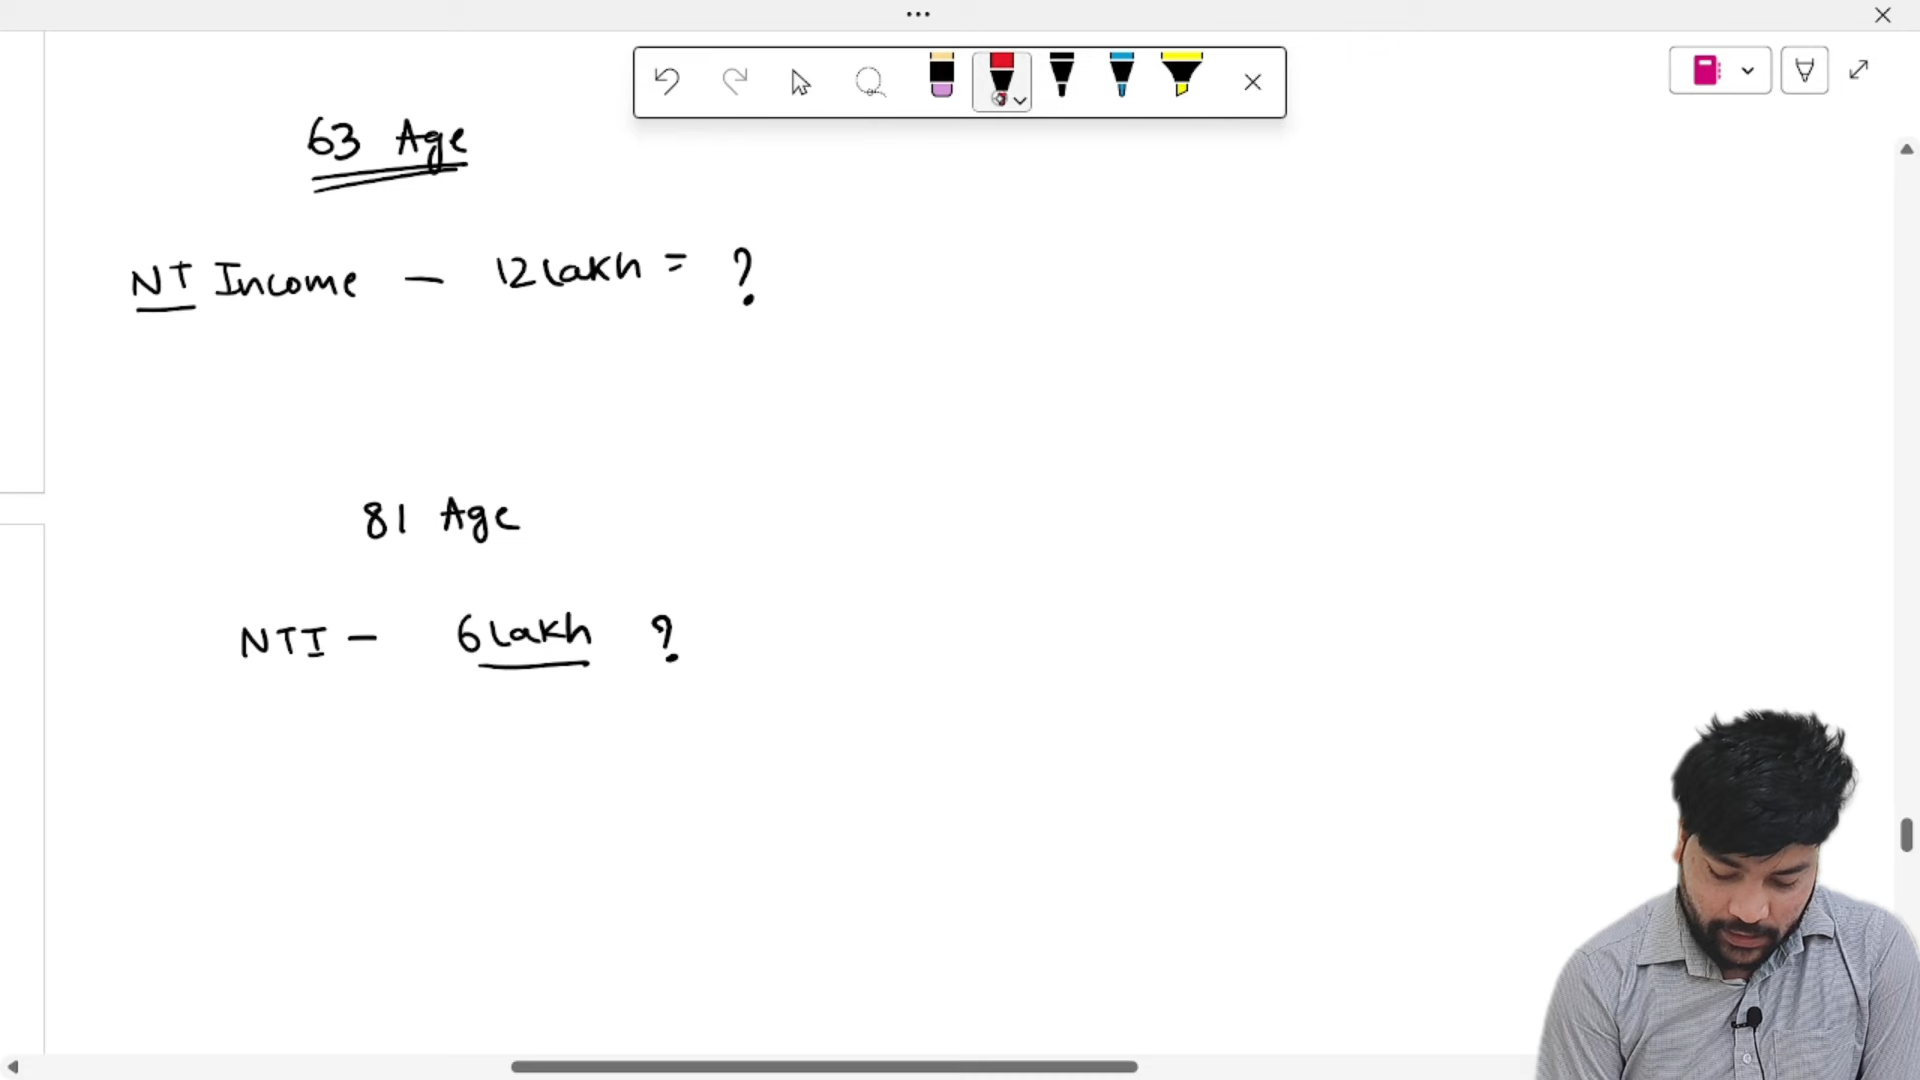 63 Age
NT Income – 12 Lakh = ?
81 Age
NTI – 6 Lakh ?